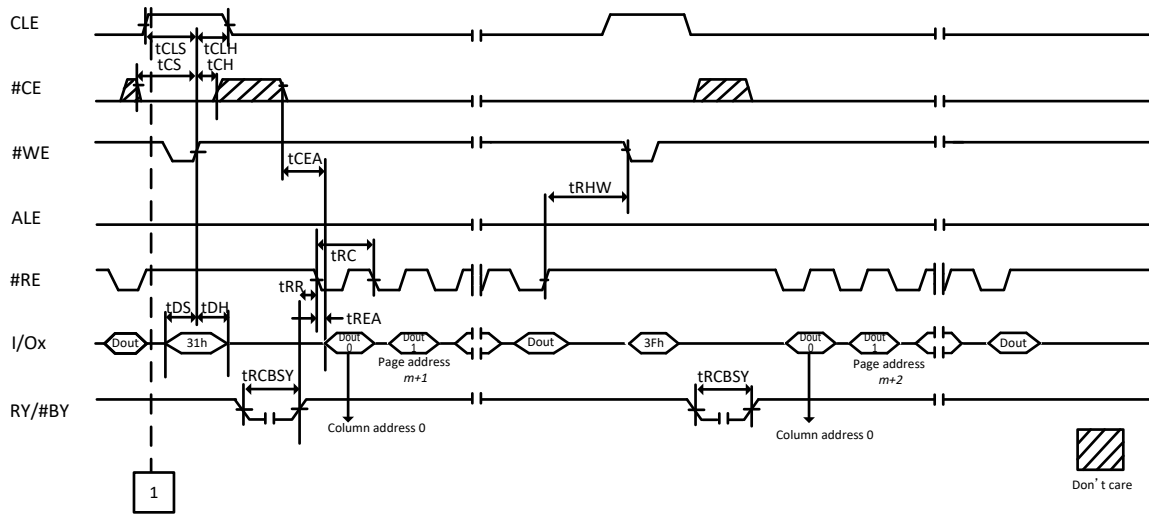 CLE
tCLS
tCLH
tCS
tCH
#CE
#WE
tCEA
tRHW
ALE
tRC
#RE
tRR
tDS
tDH
tREA
I/Ox
Dout
31h
Dout
0
Dout
1
Dout
3Fh
Dout
0
Dout
1
Dout
Page address
m+1
Page address
m+2
tRCBSY
tRCBSY
RY/#BY
Column address 0
Column address 0
1
Don’t care